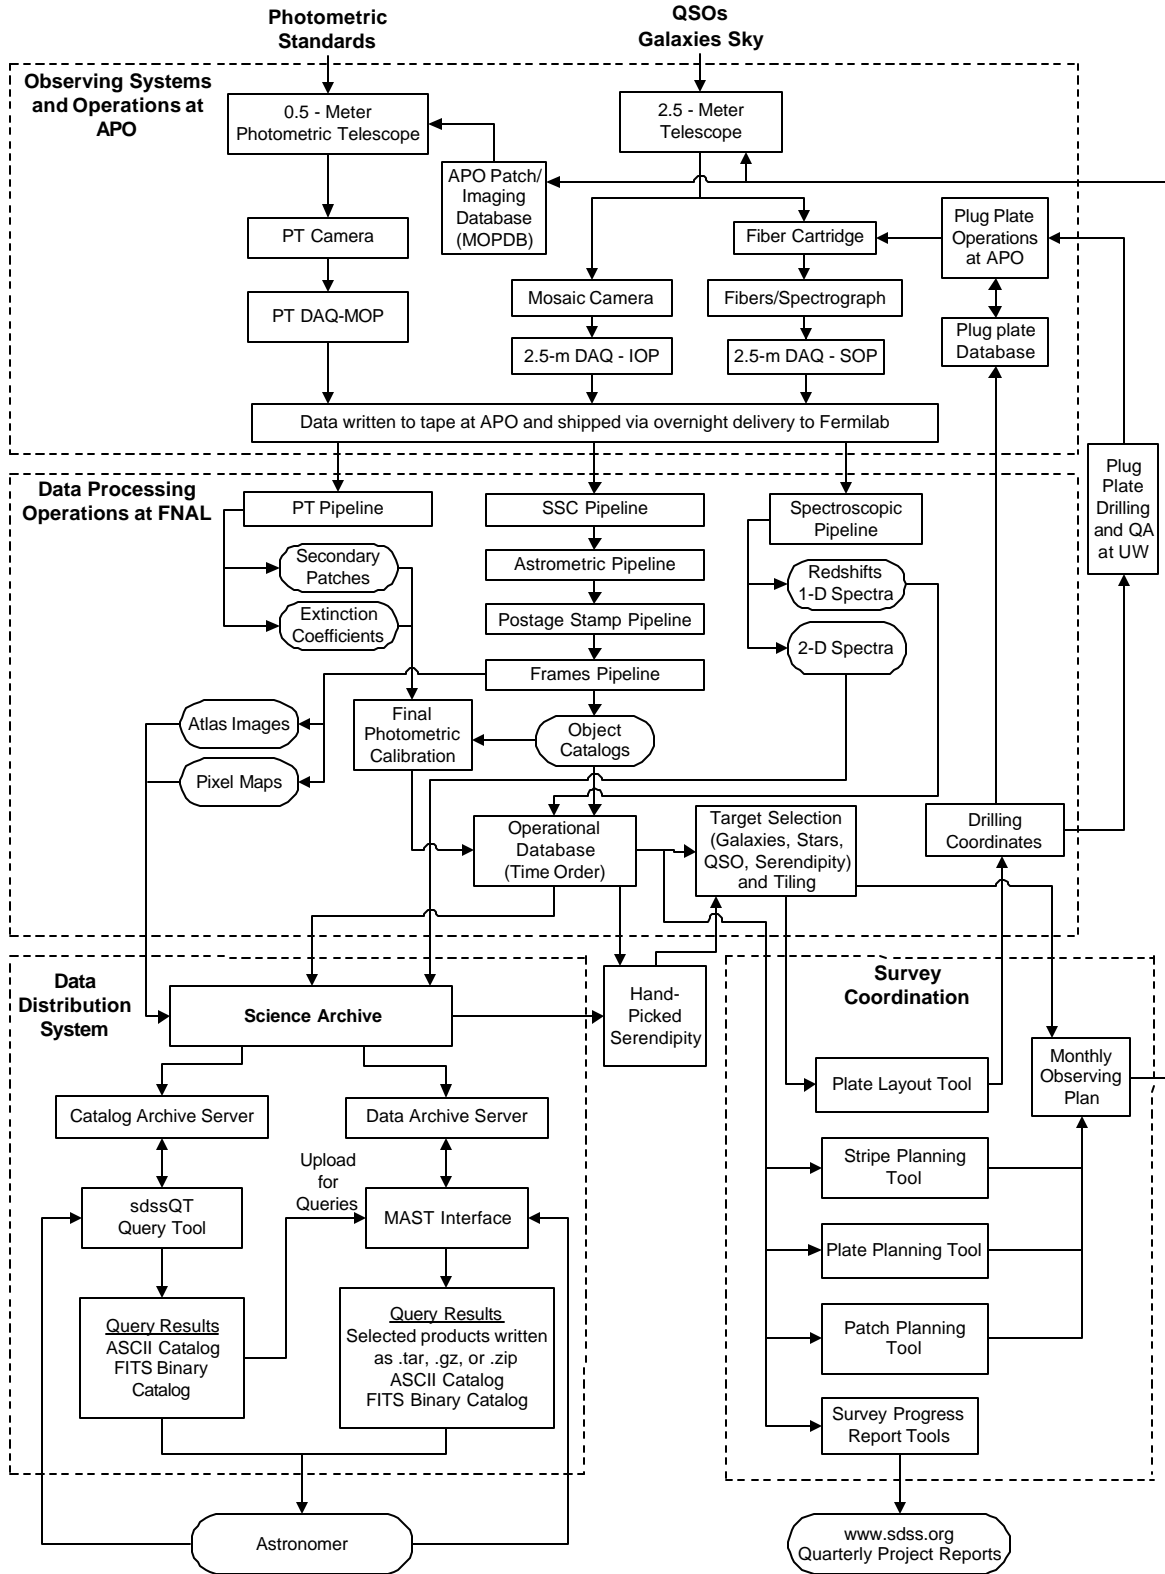 Photometric
Standards
QSOs
Galaxies Sky
Observing Systems
and Operations at
APO
0.5 - Meter
Photometric Telescope
2.5 - Meter
Telescope
APO Patch/
Imaging
Database
(MOPDB)
PT Camera
Fiber Cartridge
Plug Plate
Operations
at APO
Mosaic Camera
Fibers/Spectrograph
PT DAQ-MOP
2.5-m DAQ - IOP
2.5-m DAQ - SOP
Plug plate
Database
Data written to tape at APO and shipped via overnight delivery to Fermilab
Plug
Plate
Drilling
and QA
at UW
Data Processing
Operations at FNAL
PT Pipeline
SSC Pipeline
Spectroscopic
Pipeline
Secondary
Patches
Astrometric Pipeline
Redshifts
1-D Spectra
Extinction
Coefficients
Postage Stamp Pipeline
2-D Spectra
Frames Pipeline
Atlas Images
Final
Photometric
Calibration
Object
Catalogs
Pixel Maps
Operational
Database
(Time Order)
Target Selection
(Galaxies, Stars,
QSO, Serendipity)
and Tiling
Drilling
Coordinates
Data
Distribution
System
Science Archive
Hand-
Picked
Serendipity
Survey
Coordination
Plate Layout Tool
Monthly
Observing
Plan
Catalog Archive Server
Data Archive Server
Upload
for
Queries
Stripe Planning
Tool
sdssQT
Query Tool
MAST Interface
Plate Planning Tool
Query Results
ASCII Catalog
FITS Binary
Catalog
Query Results
Selected products written
as .tar, .gz, or .zip
ASCII Catalog
FITS Binary Catalog
Patch Planning
Tool
Survey Progress
Report Tools
Astronomer
www.sdss.org
Quarterly Project Reports